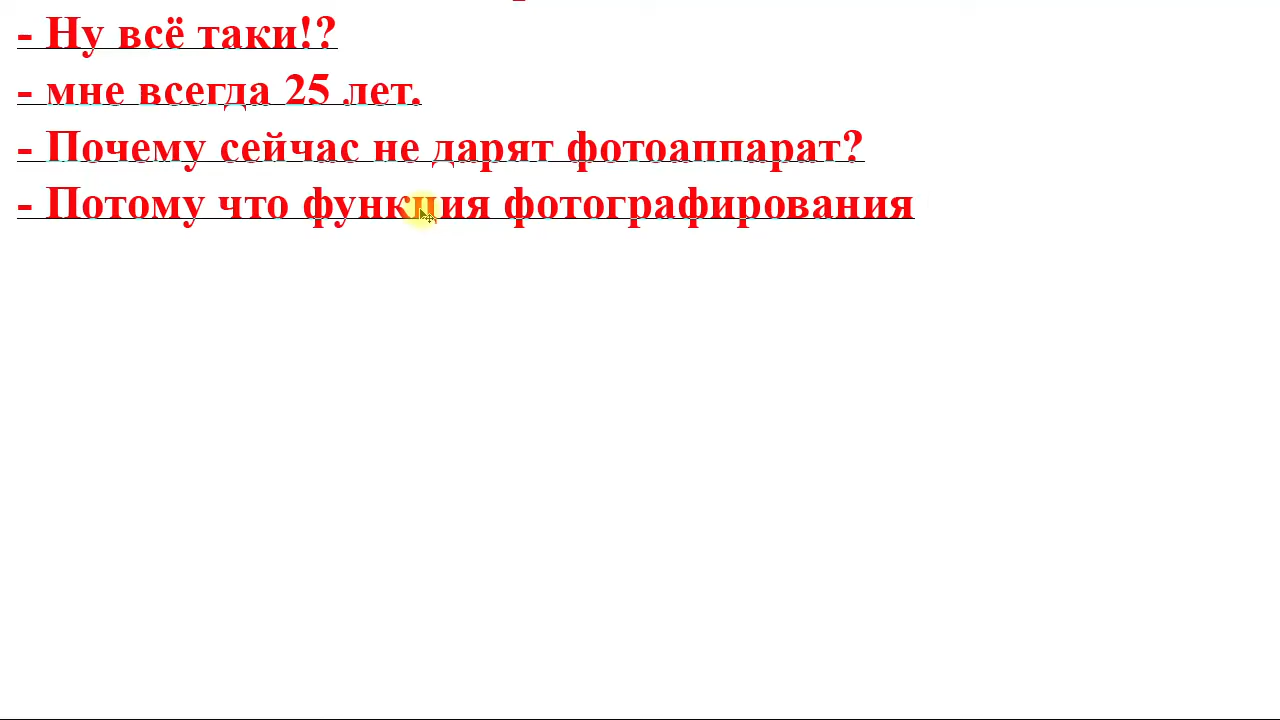 - Ну всё таки!?
- мне всегда 25 лет.
- Почему сейчас не дарят фотоаппарат?
- Потому что функция фотографирования